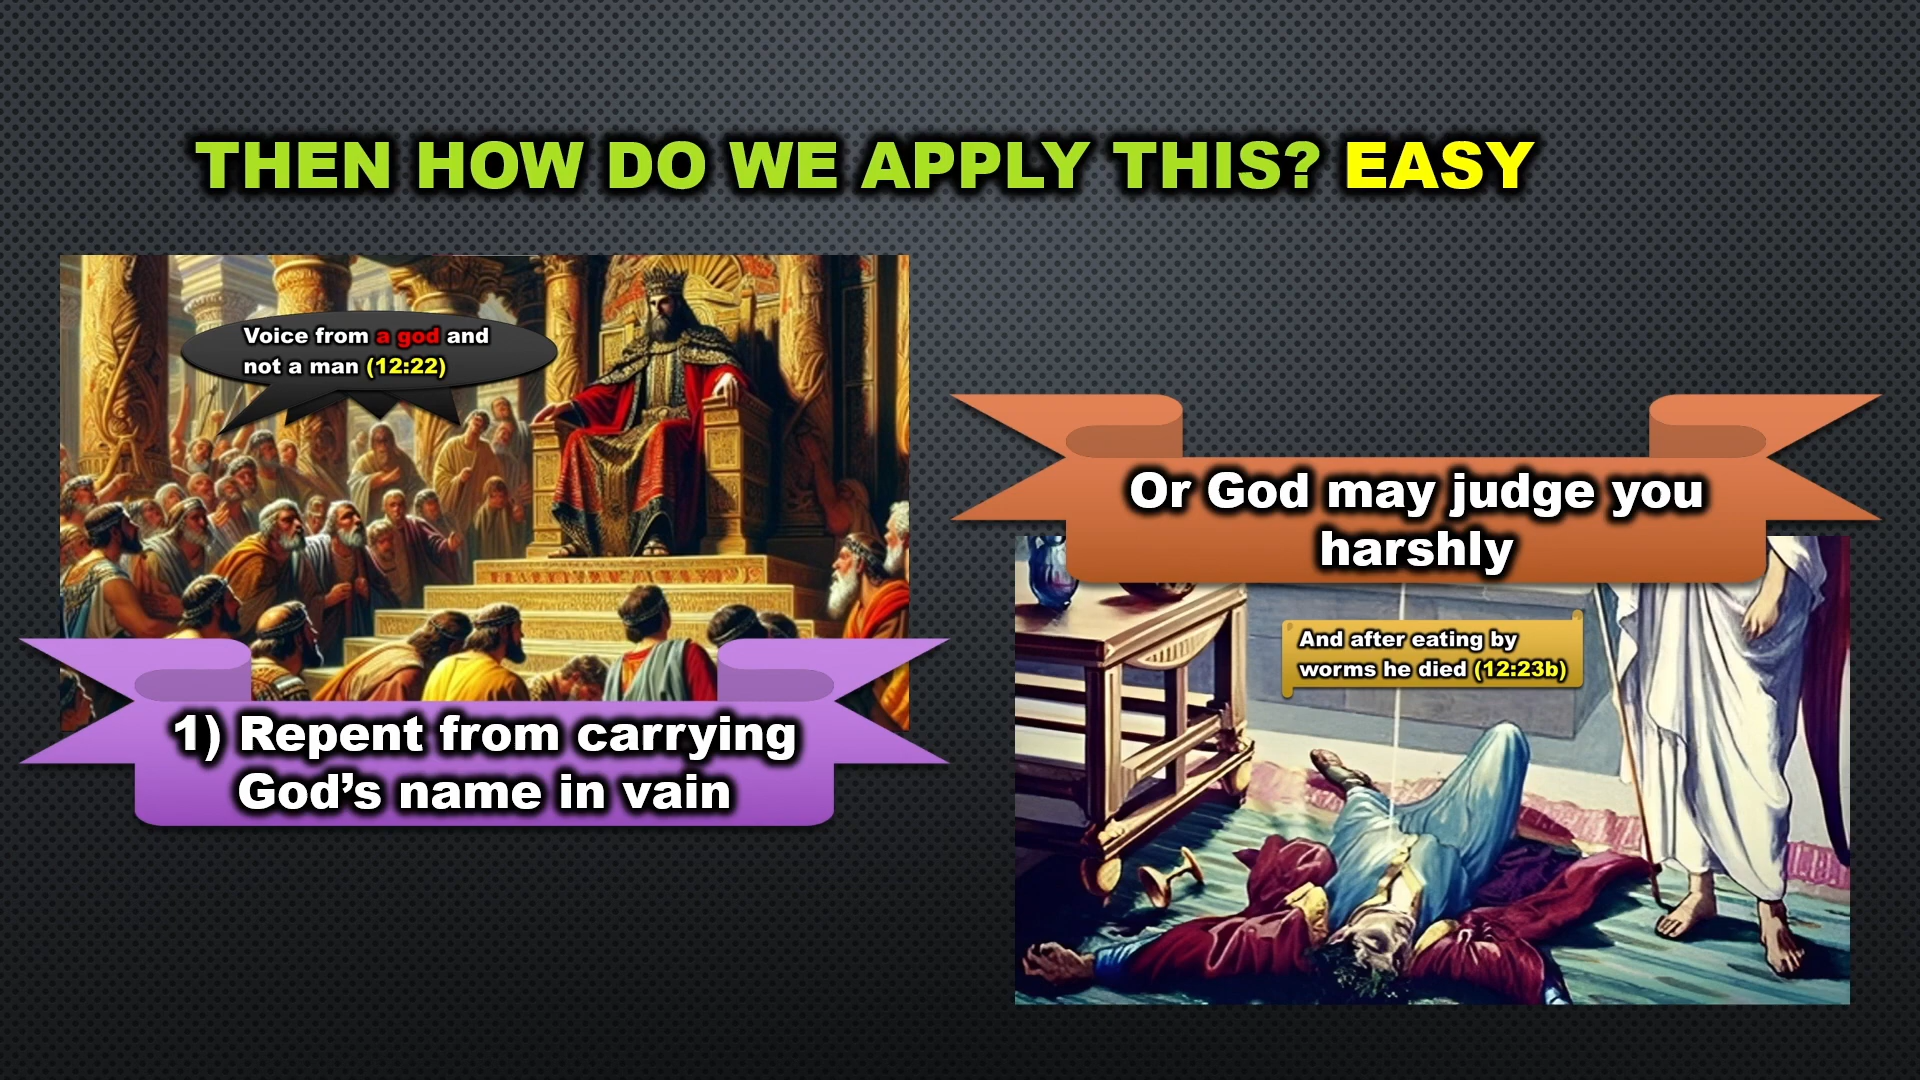 THEN HOW DO WE APPLY THIS? EASY
Voice from a god and
not a man (12:22)
1) Repent from carrying
God’s name in vain
Or God may judge you
harshly
And after eating by
worms he died (12:23b)